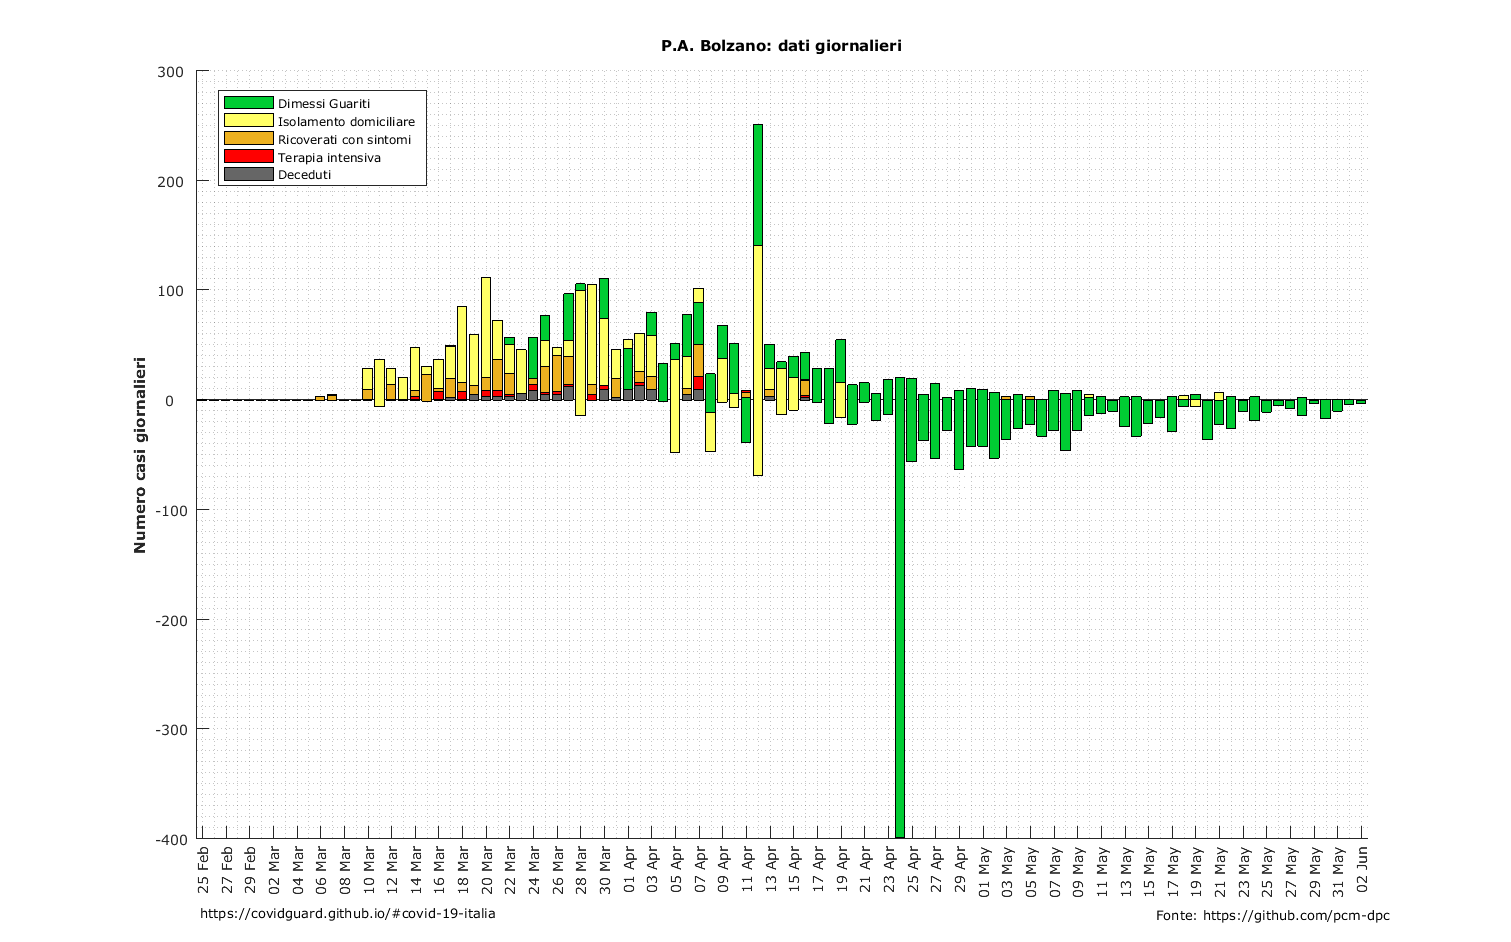 P.A. Bolzano: dati giornalieri
300
200
100
0
-100
-200
-300
-400
Numero casi giornalieri
Dimessi Guariti
Isolamento domiciliare
Ricoverati con sintomi
Terapia intensiva
Deceduti
25 Feb
27 Feb
29 Feb
02 Mar
04 Mar
06 Mar
08 Mar
10 Mar
12 Mar
14 Mar
16 Mar
18 Mar
20 Mar
22 Mar
24 Mar
26 Mar
28 Mar
30 Mar
01 Apr
03 Apr
05 Apr
07 Apr
09 Apr
11 Apr
13 Apr
15 Apr
17 Apr
19 Apr
21 Apr
23 Apr
25 Apr
27 Apr
29 Apr
01 May
03 May
05 May
07 May
09 May
11 May
13 May
15 May
17 May
19 May
21 May
23 May
25 May
27 May
29 May
31 May
02 Jun
https://covidguard.github.io/#covid-19-italia
Fonte: https://github.com/pcm-dpc